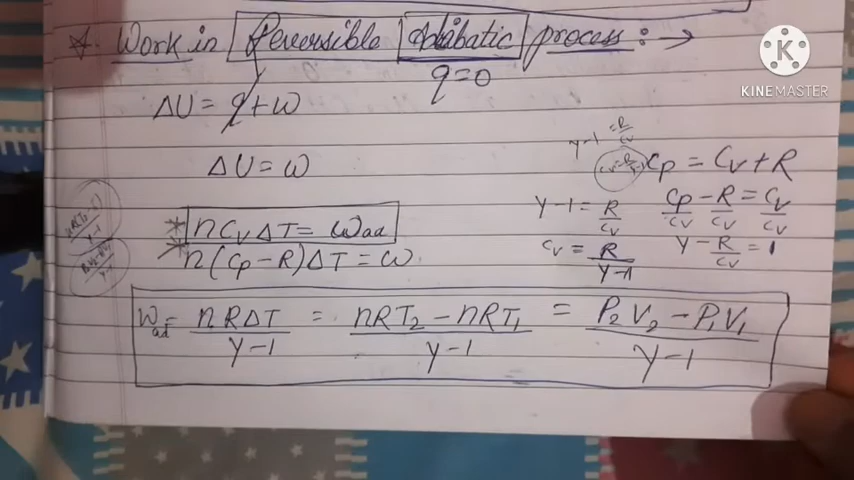 Work in Reversible Adiabatic process :→
q=0
ΔU = q+w
ΔU = w
nCvΔT = Wad
n(Cp-R)ΔT = w
γ-1 = R/Cv
Cp = Cv+R
γ-1 = R/Cv
Cp/Cv - R/Cv = Cv/Cv
Cv = R/γ-1
γ - R/Cv = 1
Wad = nRΔT/γ-1 = nRT2 - nRT1/γ-1 = P2V2 - P1V1/γ-1
K
KINEMASTER